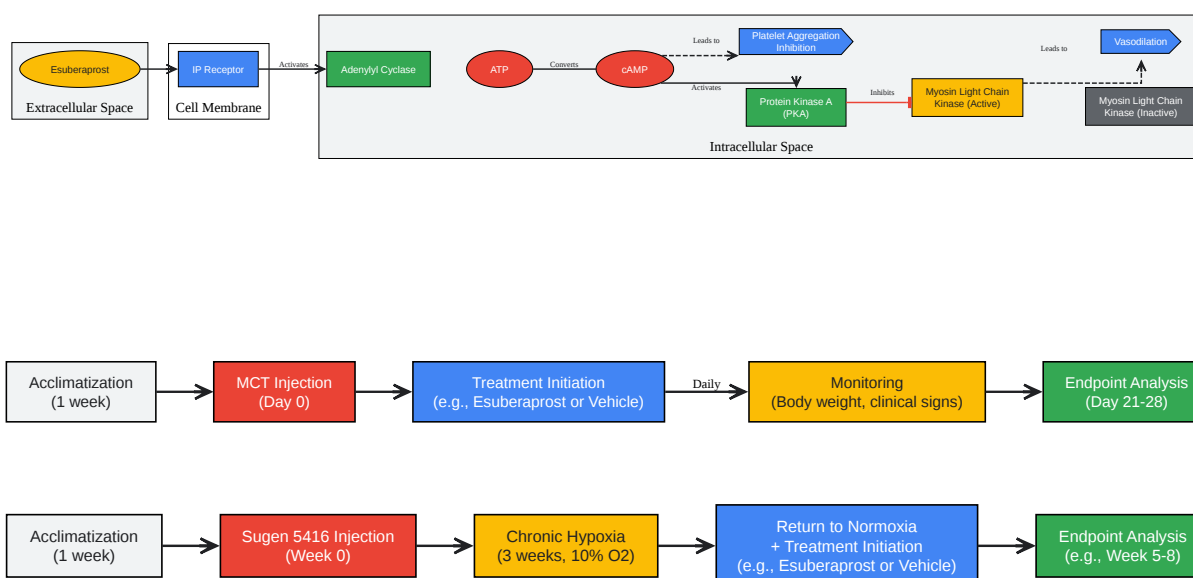 Esuberaprost
Extracellular Space
IP Receptor
Cell Membrane
Activates
Adenylyl Cyclase
ATP
Converts
cAMP
Leads to
Activates
Platelet Aggregation
Inhibition
Protein Kinase A
(PKA)
Inhibits
Myosin Light Chain
Kinase (Active)
Leads to
Vasodilation
Myosin Light Chain
Kinase (Inactive)
Intracellular Space
Acclimatization
(1 week)
MCT Injection
(Day 0)
Treatment Initiation
(e.g., Esuberaprost or Vehicle)
Daily
Monitoring
(Body weight, clinical signs)
Endpoint Analysis
(Day 21-28)
Acclimatization
(1 week)
Sugen 5416 Injection
(Week 0)
Chronic Hypoxia
(3 weeks, 10% O2)
Return to Normoxia
+ Treatment Initiation
(e.g., Esuberaprost or Vehicle)
Endpoint Analysis
(e.g., Week 5-8)